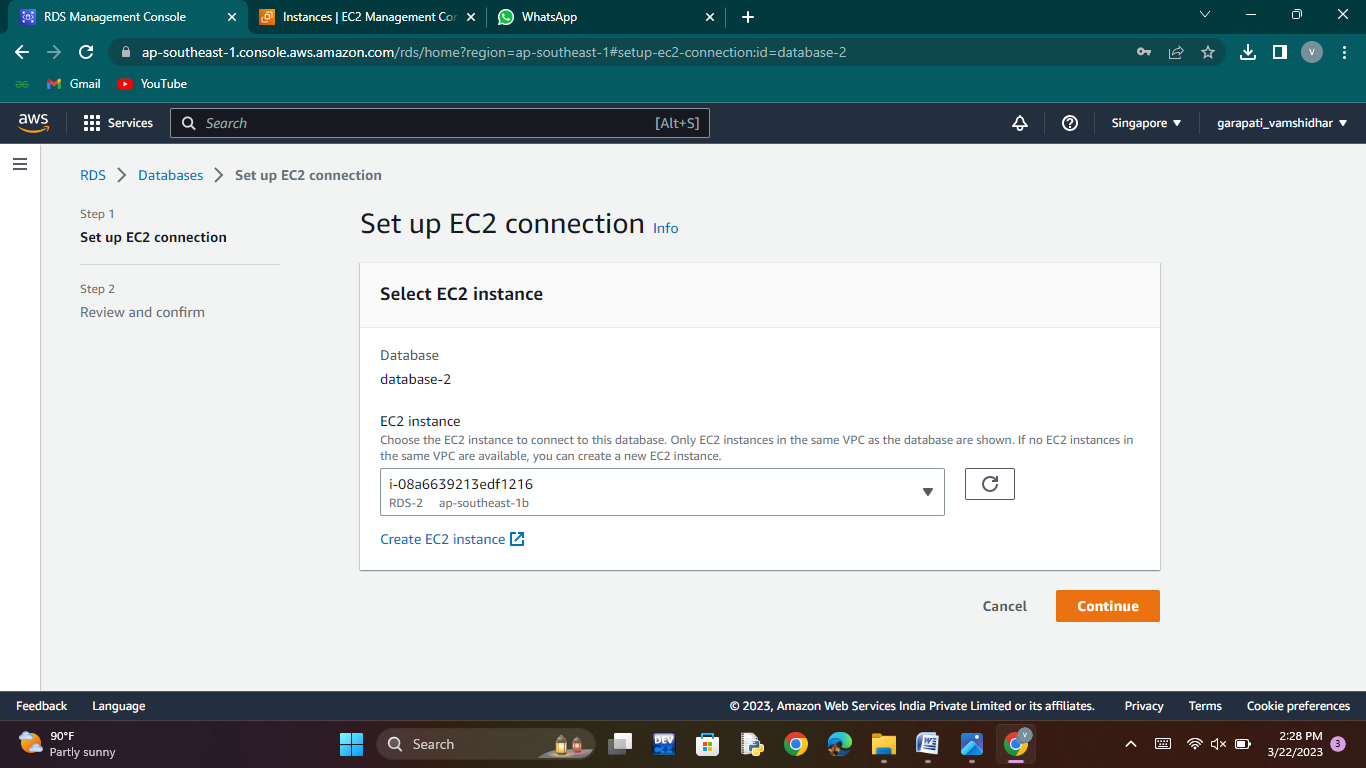 RDS Management Console
Instances | EC2 Management Con
WhatsApp
ap-southeast-1.console.aws.amazon.com/rds/home?region=ap-southeast-1#setup-ec2-connection:id=database-2
V
Gmail
YouTube
aws
Services
Search
[Alt+S]
Singapore
garapati_vamshidhar
RDS
Databases
Set up EC2 connection
Step 1
Set up EC2 connection
Step 2
Review and confirm
Set up EC2 connection Info
Select EC2 instance
Database
database-2
EC2 instance
Choose the EC2 instance to connect to this database. Only EC2 instances in the same VPC as the database are shown. If no EC2 instances in
the same VPC are available, you can create a new EC2 instance.
i-08a6639213edf1216
RDS-2 ap-southeast-1b
Create EC2 instance
Cancel
Continue
Feedback
Language
© 2023, Amazon Web Services India Private Limited or its affiliates.
Privacy
Terms
Cookie preferences
90°F
Partly sunny
Search
DEV
V
2:28 PM
3/22/2023
3